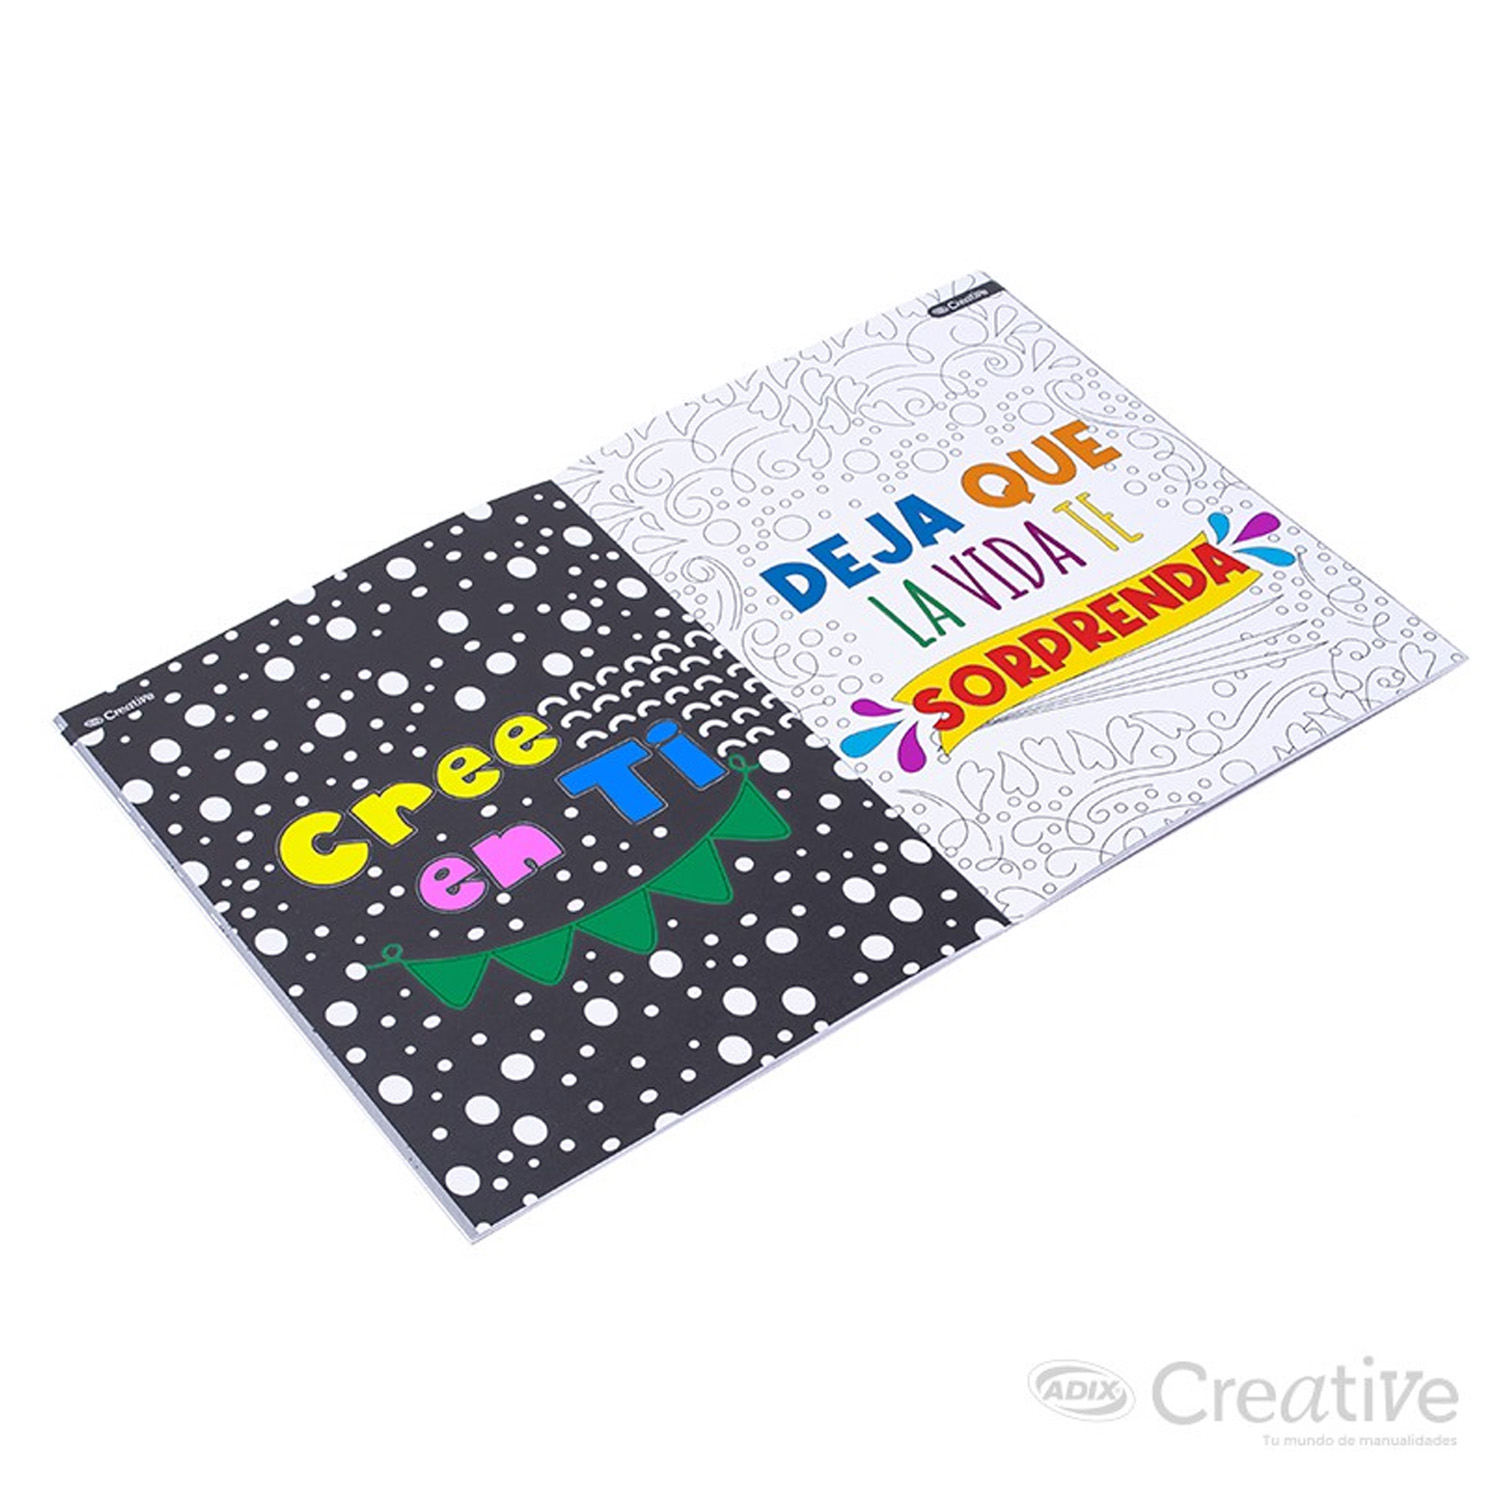 Creative
Cree
en Ti
Creative
DEJA QUE
LA VIDA TE
SORPRENDA
ADIX Creative
Tu mundo de manualidades